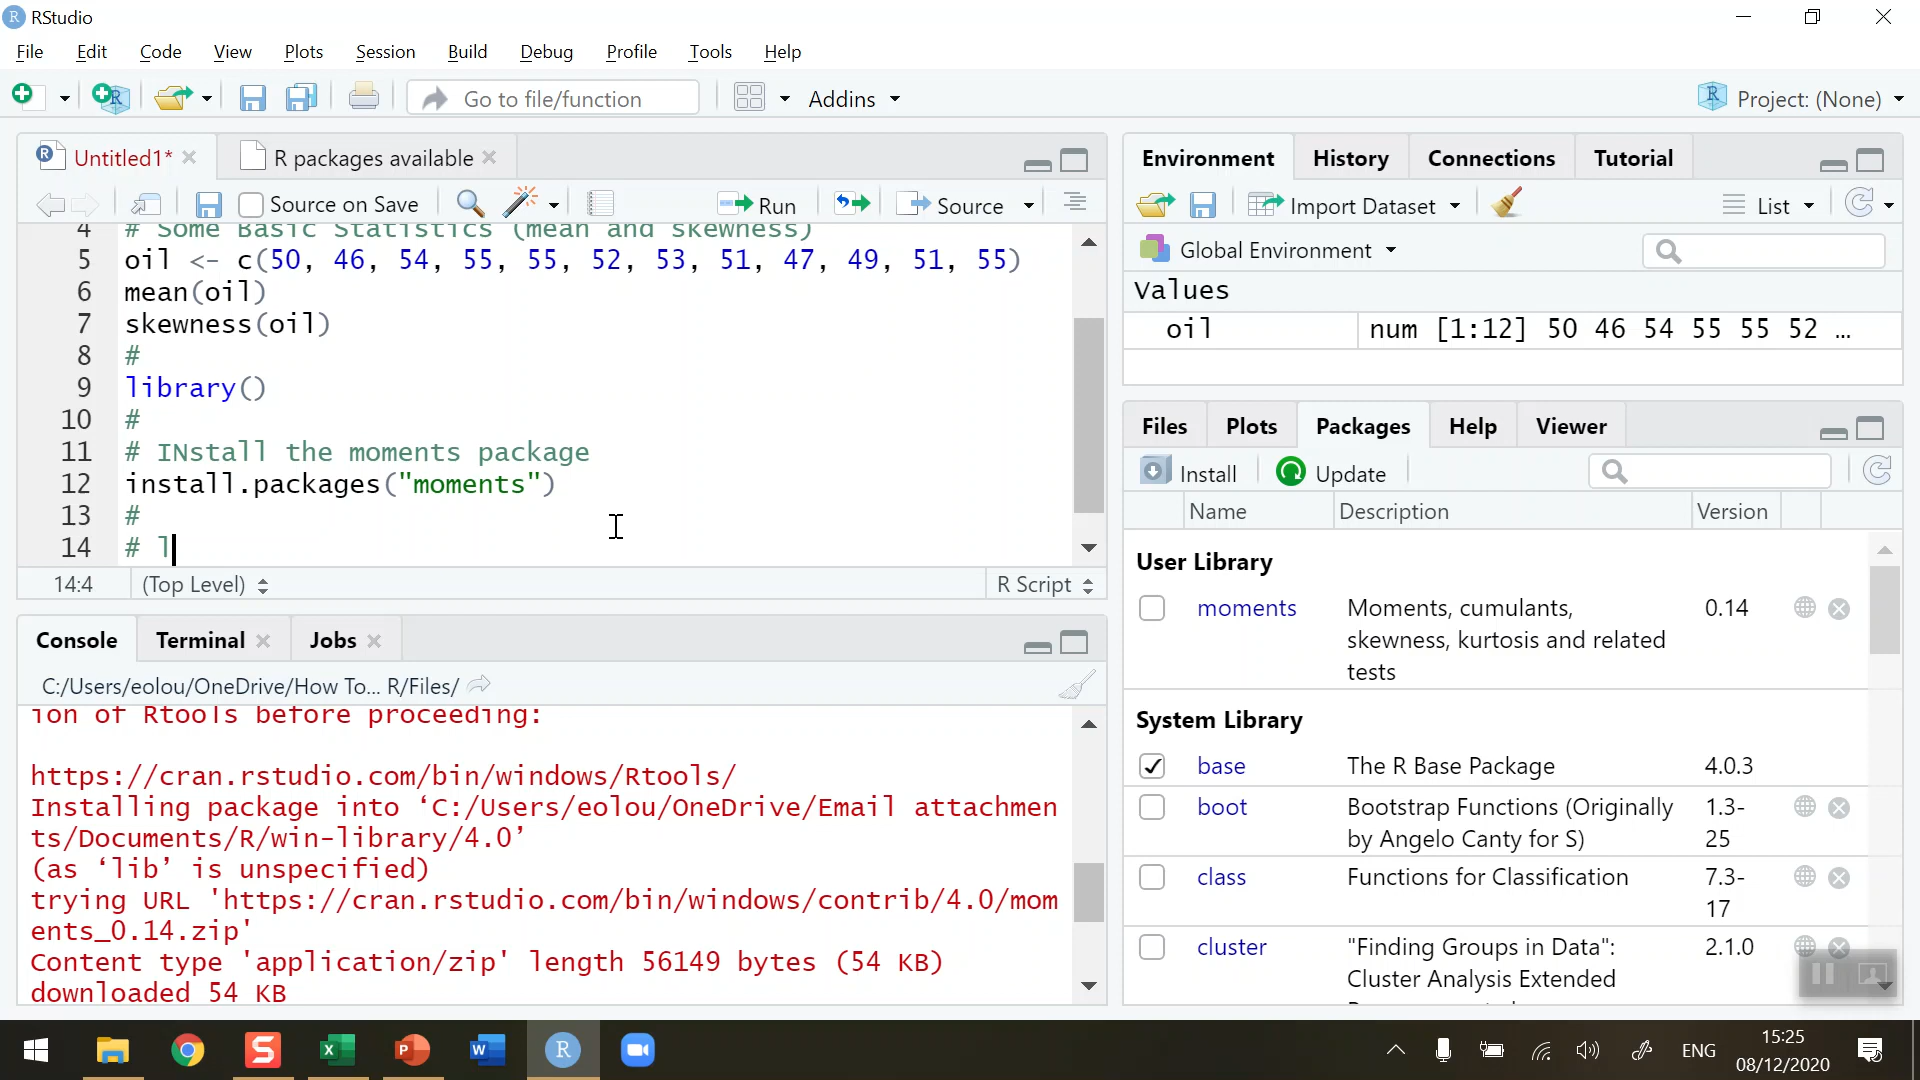 RStudio
File Edit Code View Plots Session Build Debug Profile Tools Help
Go to file/function Addins Project: (None)
Untitled1* R packages available
Source on Save Run Source
4 # Some Basic Statistics (mean and skewness)
5 oil <- c(50, 46, 54, 55, 55, 52, 53, 51, 47, 49, 51, 55)
6 mean(oil)
7 skewness(oil)
8 #
9 library()
10 #
11 # INstall the moments package
12 install.packages("moments")
13 #
14 # l
14:4 (Top Level) R Script
Console Terminal Jobs
C:/Users/eolou/OneDrive/How To... R/Files/
ion of Rtools before proceeding:
https://cran.rstudio.com/bin/windows/Rtools/
Installing package into ‘C:/Users/eolou/OneDrive/Email attachmen
ts/Documents/R/win-library/4.0’
(as ‘lib’ is unspecified)
trying URL 'https://cran.rstudio.com/bin/windows/contrib/4.0/mom
ents_0.14.zip'
Content type 'application/zip' length 56149 bytes (54 KB)
downloaded 54 KB
Environment History Connections Tutorial
Import Dataset List
Global Environment
Values
oil num [1:12] 50 46 54 55 55 52 ...
Files Plots Packages Help Viewer
Install Update
Name Description Version
User Library
moments Moments, cumulants, 0.14
skewness, kurtosis and related
tests
System Library
base The R Base Package 4.0.3
boot Bootstrap Functions (Originally 1.3-
by Angelo Canty for S) 25
class Functions for Classification 7.3-
17
cluster "Finding Groups in Data": 2.1.0
Cluster Analysis Extended
ENG 15:25
08/12/2020